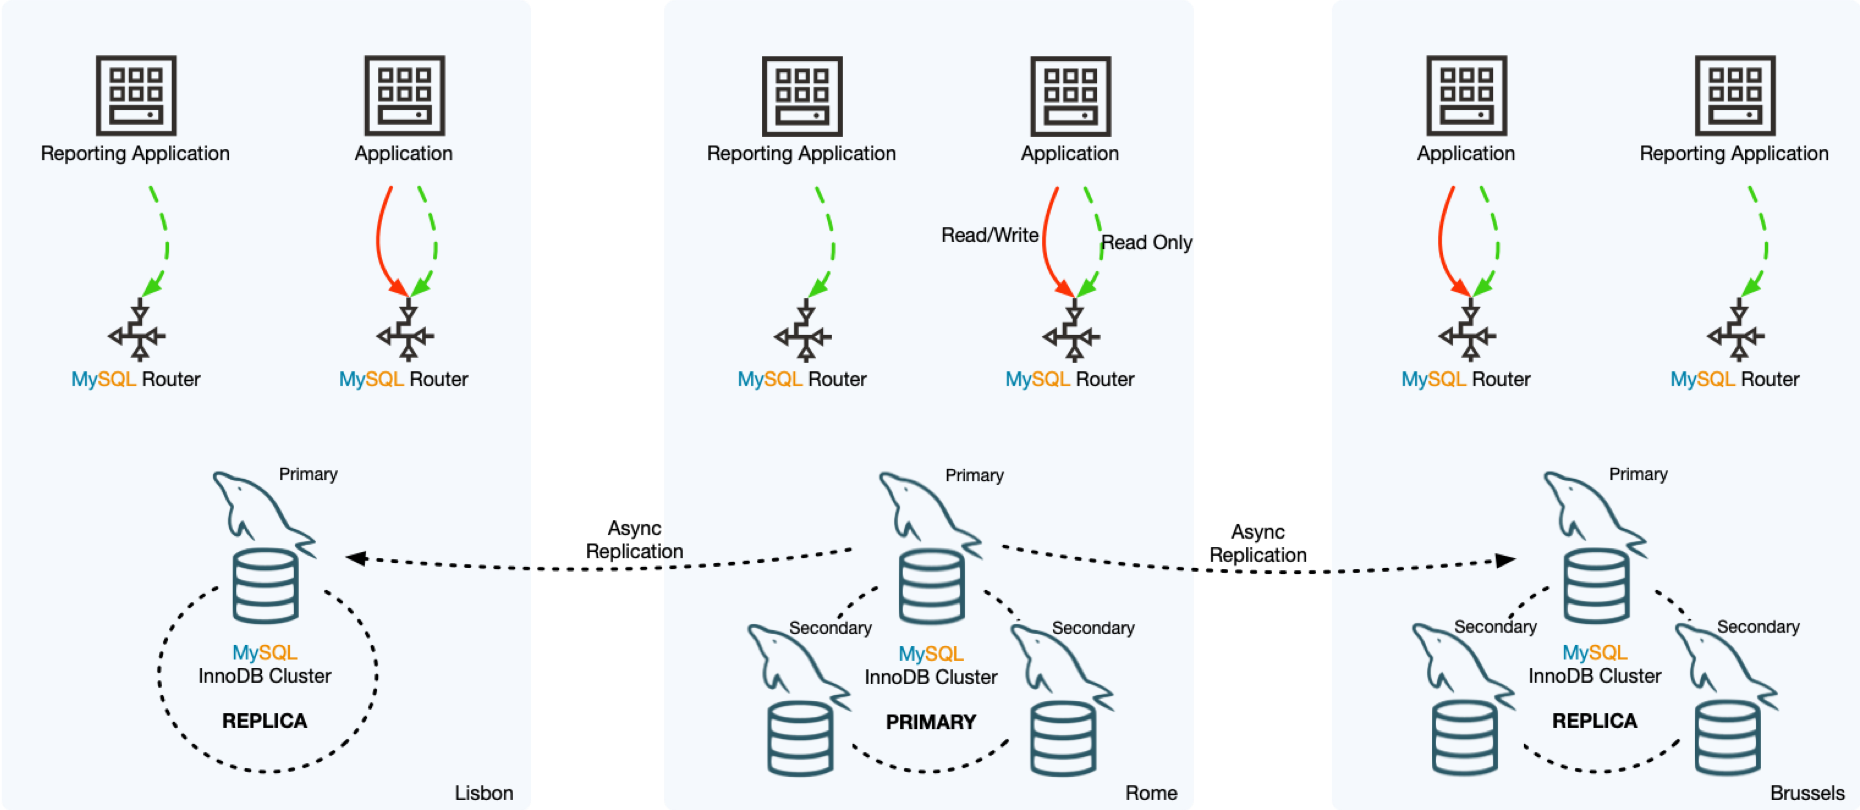 Reporting Application
Application
MySQL Router
MySQL Router
Primary
MySQL
InnoDB Cluster
REPLICA
Lisbon
Async
Replication
Reporting Application
Application
Read/Write
Read Only
MySQL Router
MySQL Router
Primary
Secondary
Secondary
MySQL
InnoDB Cluster
PRIMARY
Rome
Async
Replication
Application
Reporting Application
MySQL Router
MySQL Router
Primary
Secondary
Secondary
MySQL
InnoDB Cluster
REPLICA
Brussels